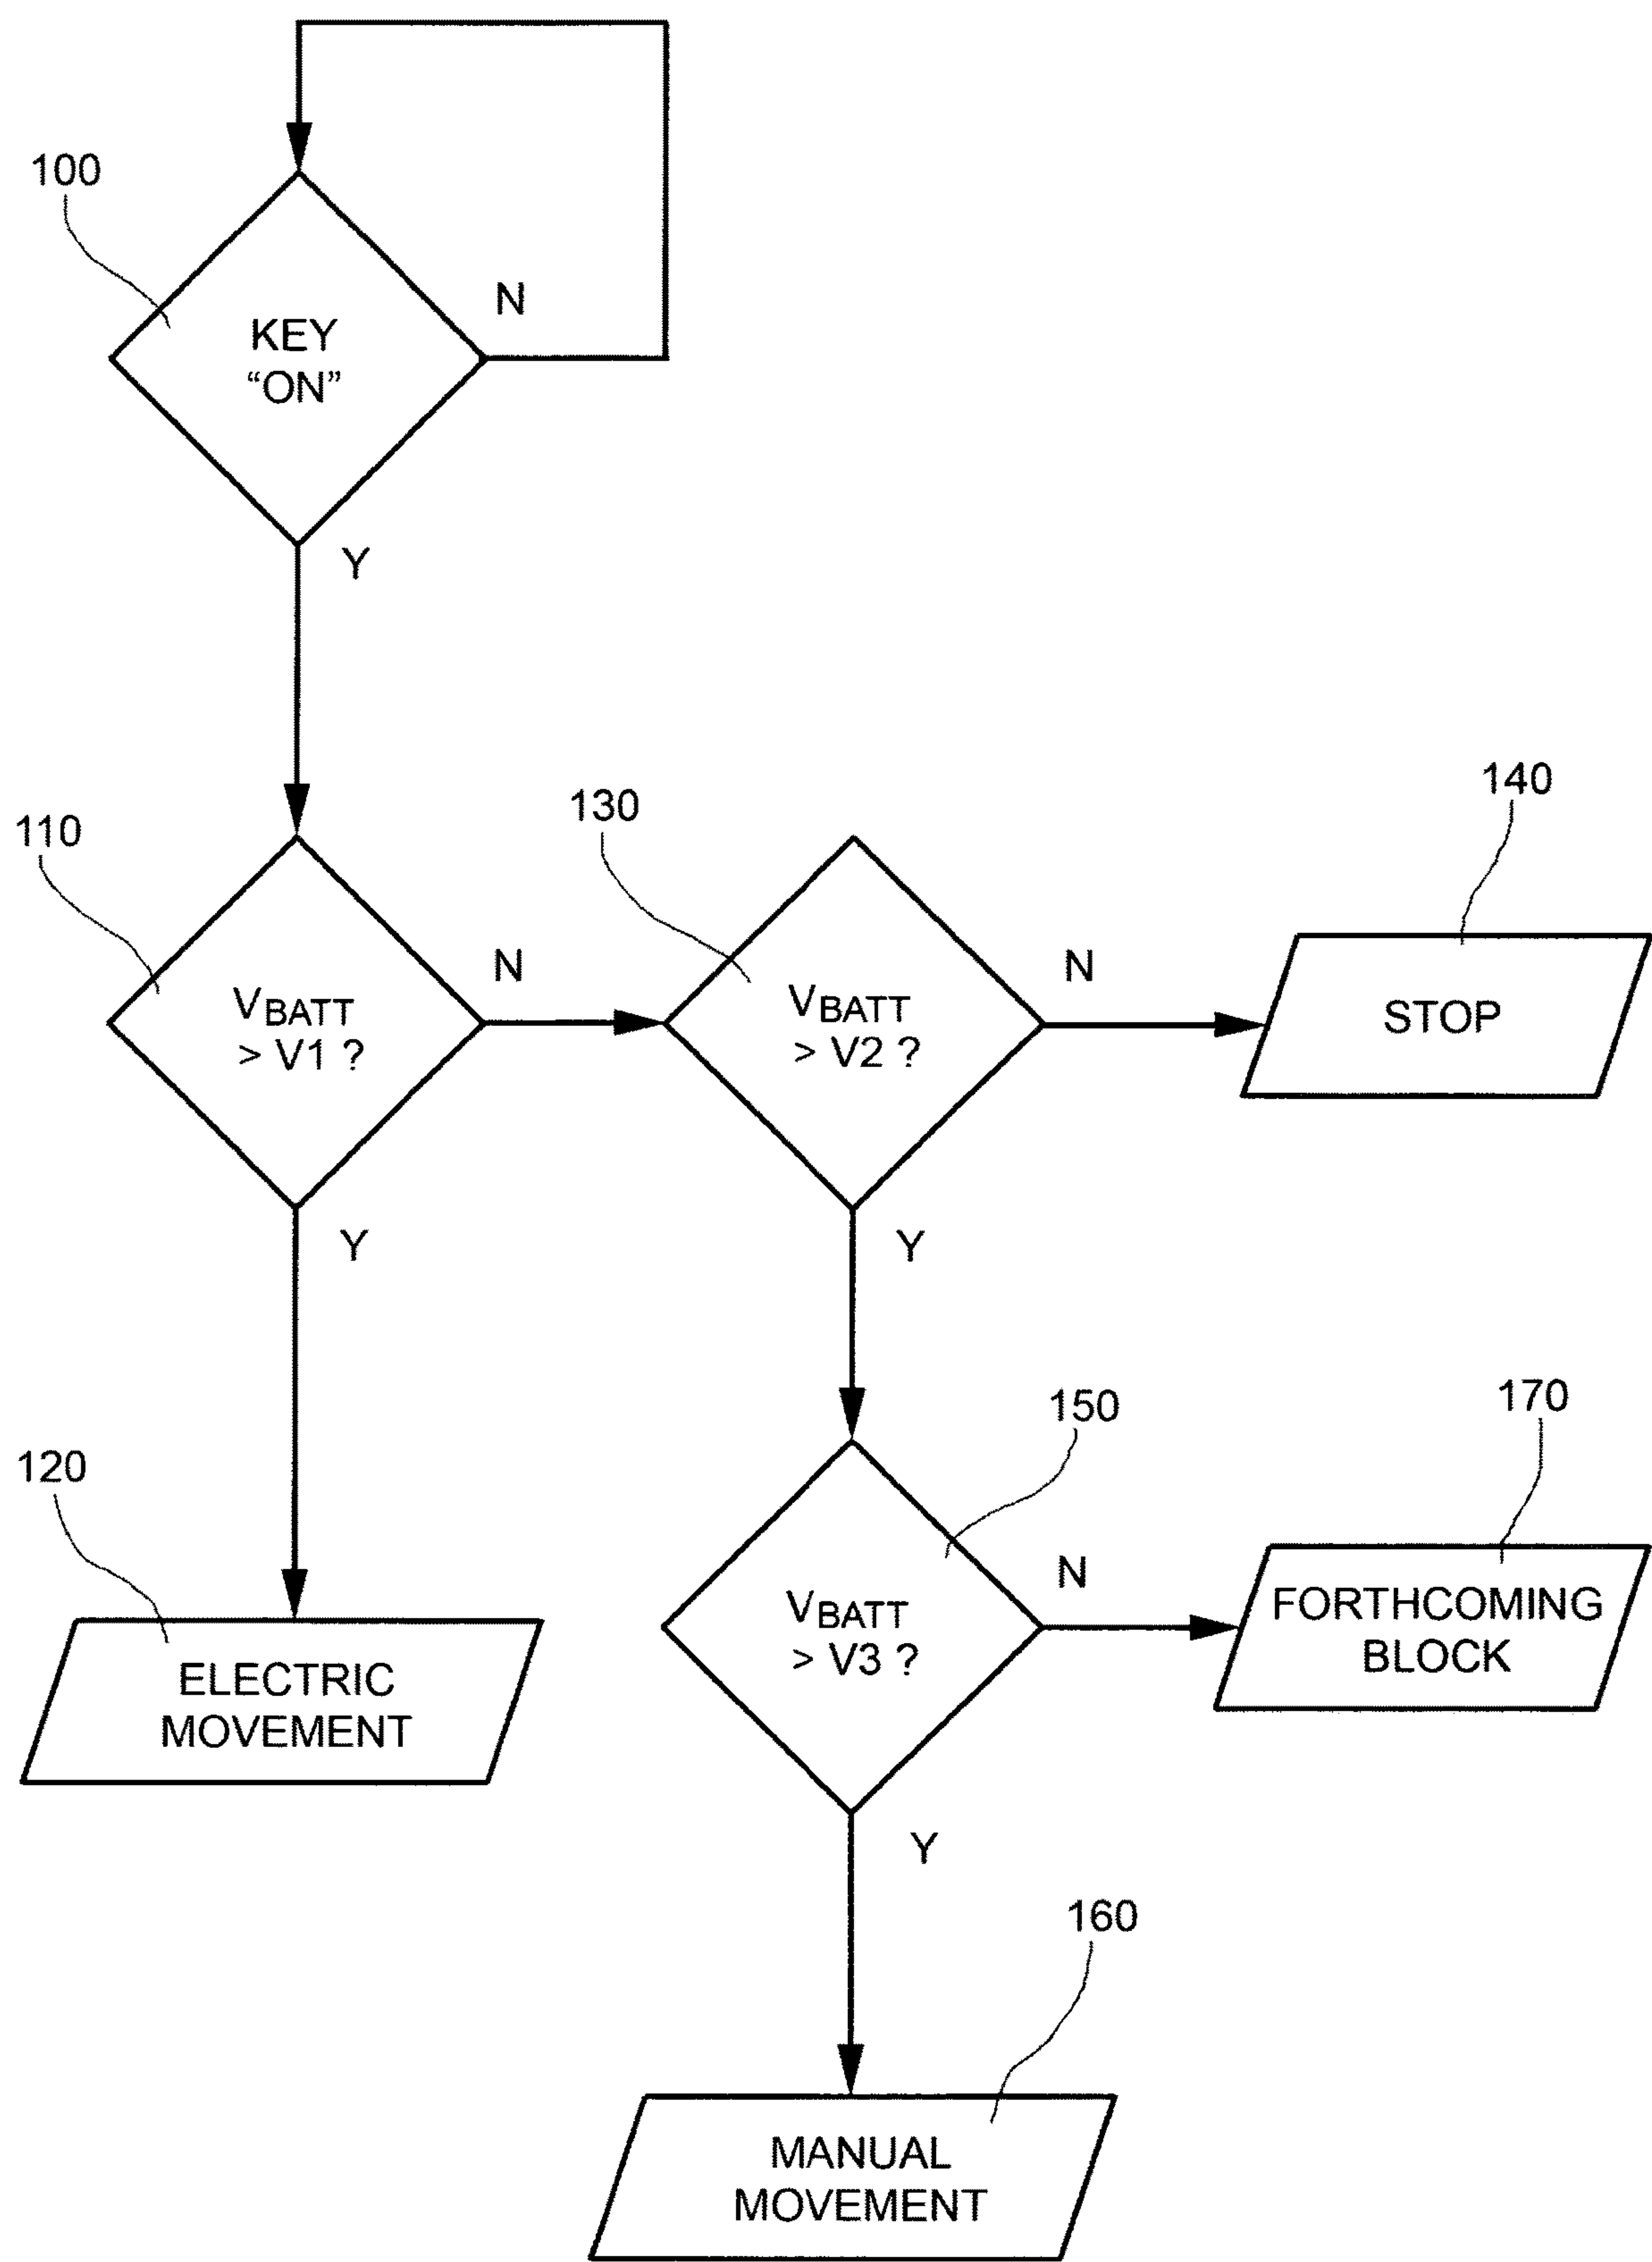 100
KEY
“ON”
N
Y
110
VBATT
> V1 ?
N
Y
130
VBATT
> V2 ?
N
Y
140
STOP
120
ELECTRIC
MOVEMENT
150
VBATT
> V3 ?
N
Y
170
FORTHCOMING
BLOCK
160
MANUAL
MOVEMENT